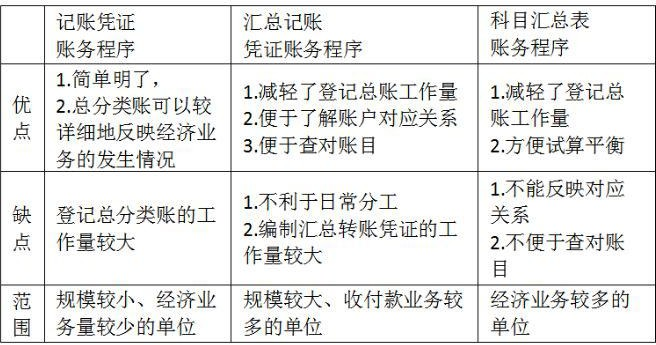 记账凭证
账务程序
汇总记账
凭证账务程序
科目汇总表
账务程序
优
点
1.简单明了，
2.总分类账可以较
详细地反映经济业
务的发生情况
1.减轻了登记总账工作量
2.便于了解账户对应关系
3.便于查对账目
1.减轻了登记总
账工作量
2.方便试算平衡
缺
点
登记总分类账的工
作量较大
1.不利于日常分工
2.编制汇总转账凭证的工
作量较大
1.不能反映对应
关系
2.不便于查对账
目
范
围
规模较小、经济业
务量较少的单位
规模较大、收付款业务较
多的单位
经济业务较多的
单位